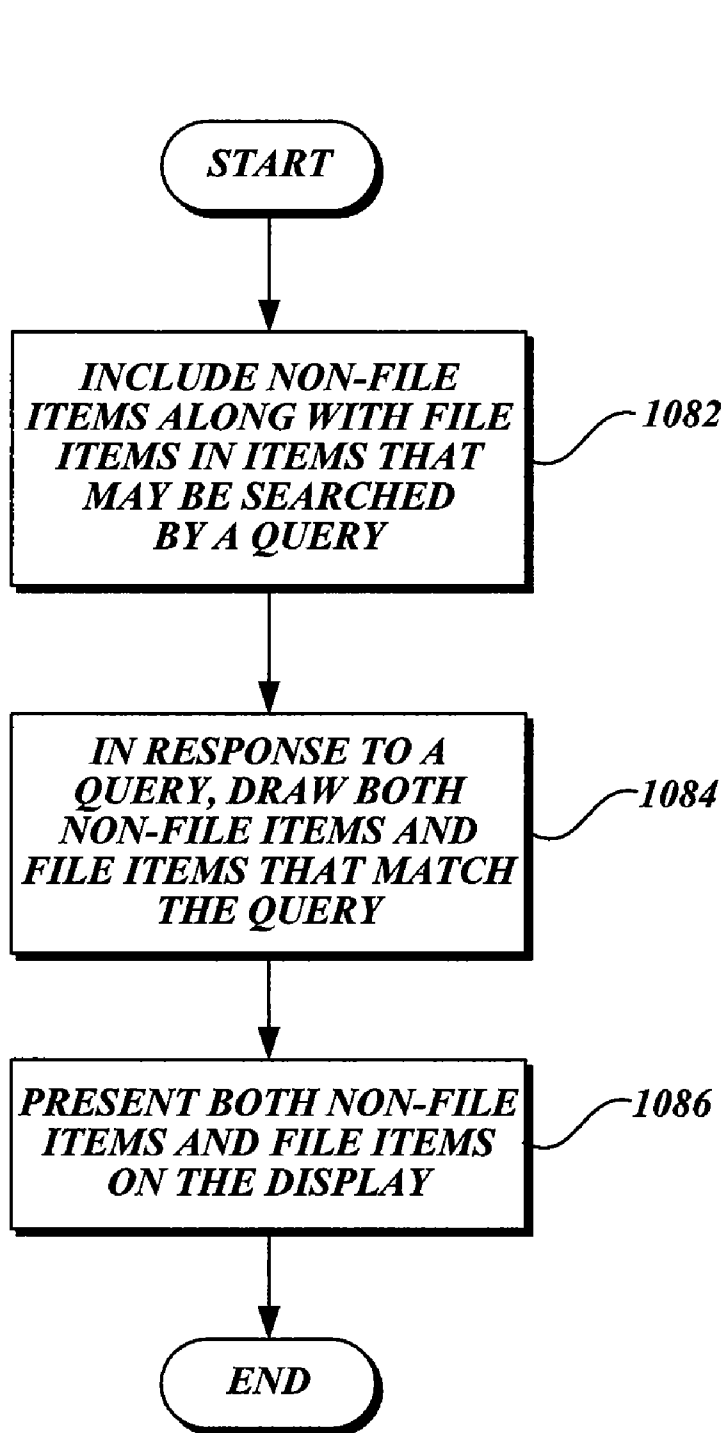 START
INCLUDE NON-FILE
ITEMS ALONG WITH FILE
ITEMS IN ITEMS THAT
MAY BE SEARCHED
BY A QUERY
1082
IN RESPONSE TO A
QUERY, DRAW BOTH
NON-FILE ITEMS AND
FILE ITEMS THAT MATCH
THE QUERY
1084
PRESENT BOTH NON-FILE
ITEMS AND FILE ITEMS
ON THE DISPLAY
1086
END